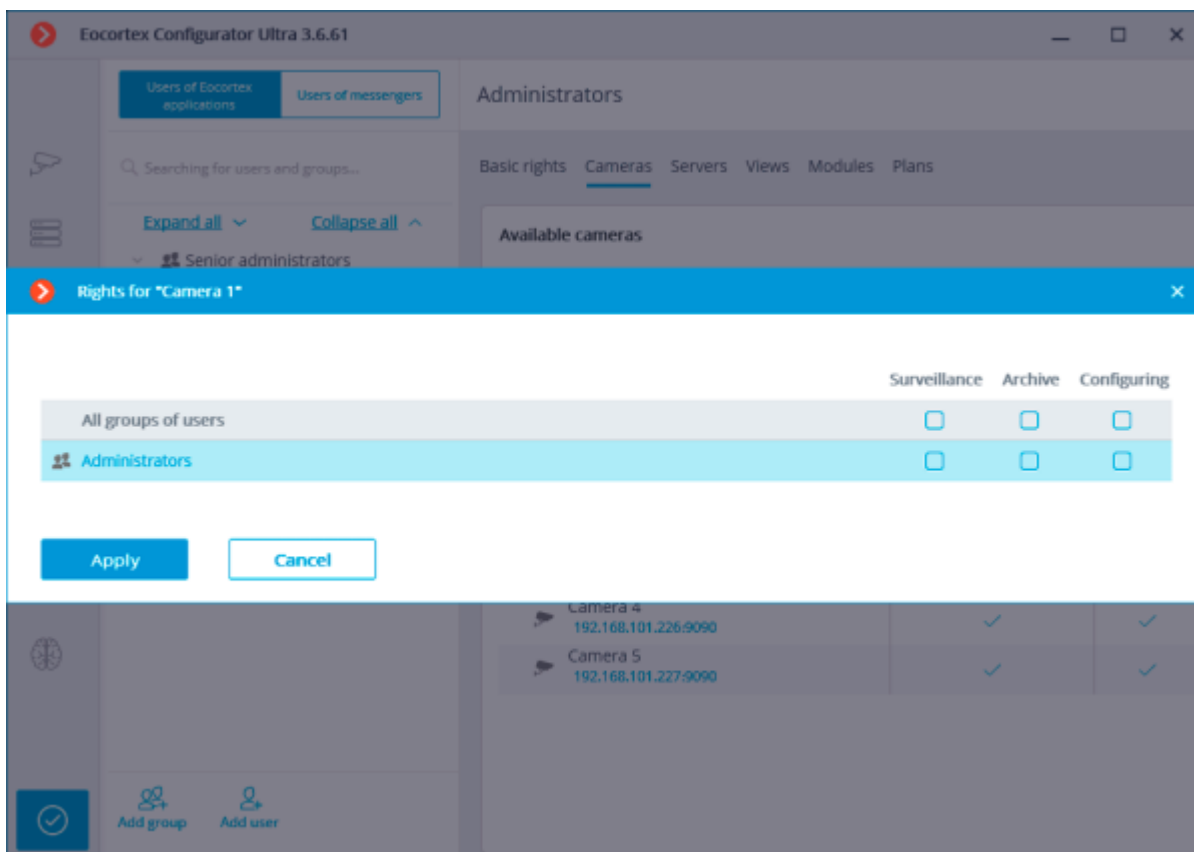 Eocortex Configurator Ultra 3.6.61
Users of Eocortex
applications
Users of messengers
Administrators
Searching for users and groups...
Basic rights Cameras Servers Views Modules Plans
Expand all
Collapse all
Available cameras
Senior administrators
Rights for "Camera 1"
Surveillance Archive Configuring
All groups of users
Administrators
Apply
Cancel
Camera 4
192.168.101.226:9090
Camera 5
192.168.101.227:9090
Add group
Add user